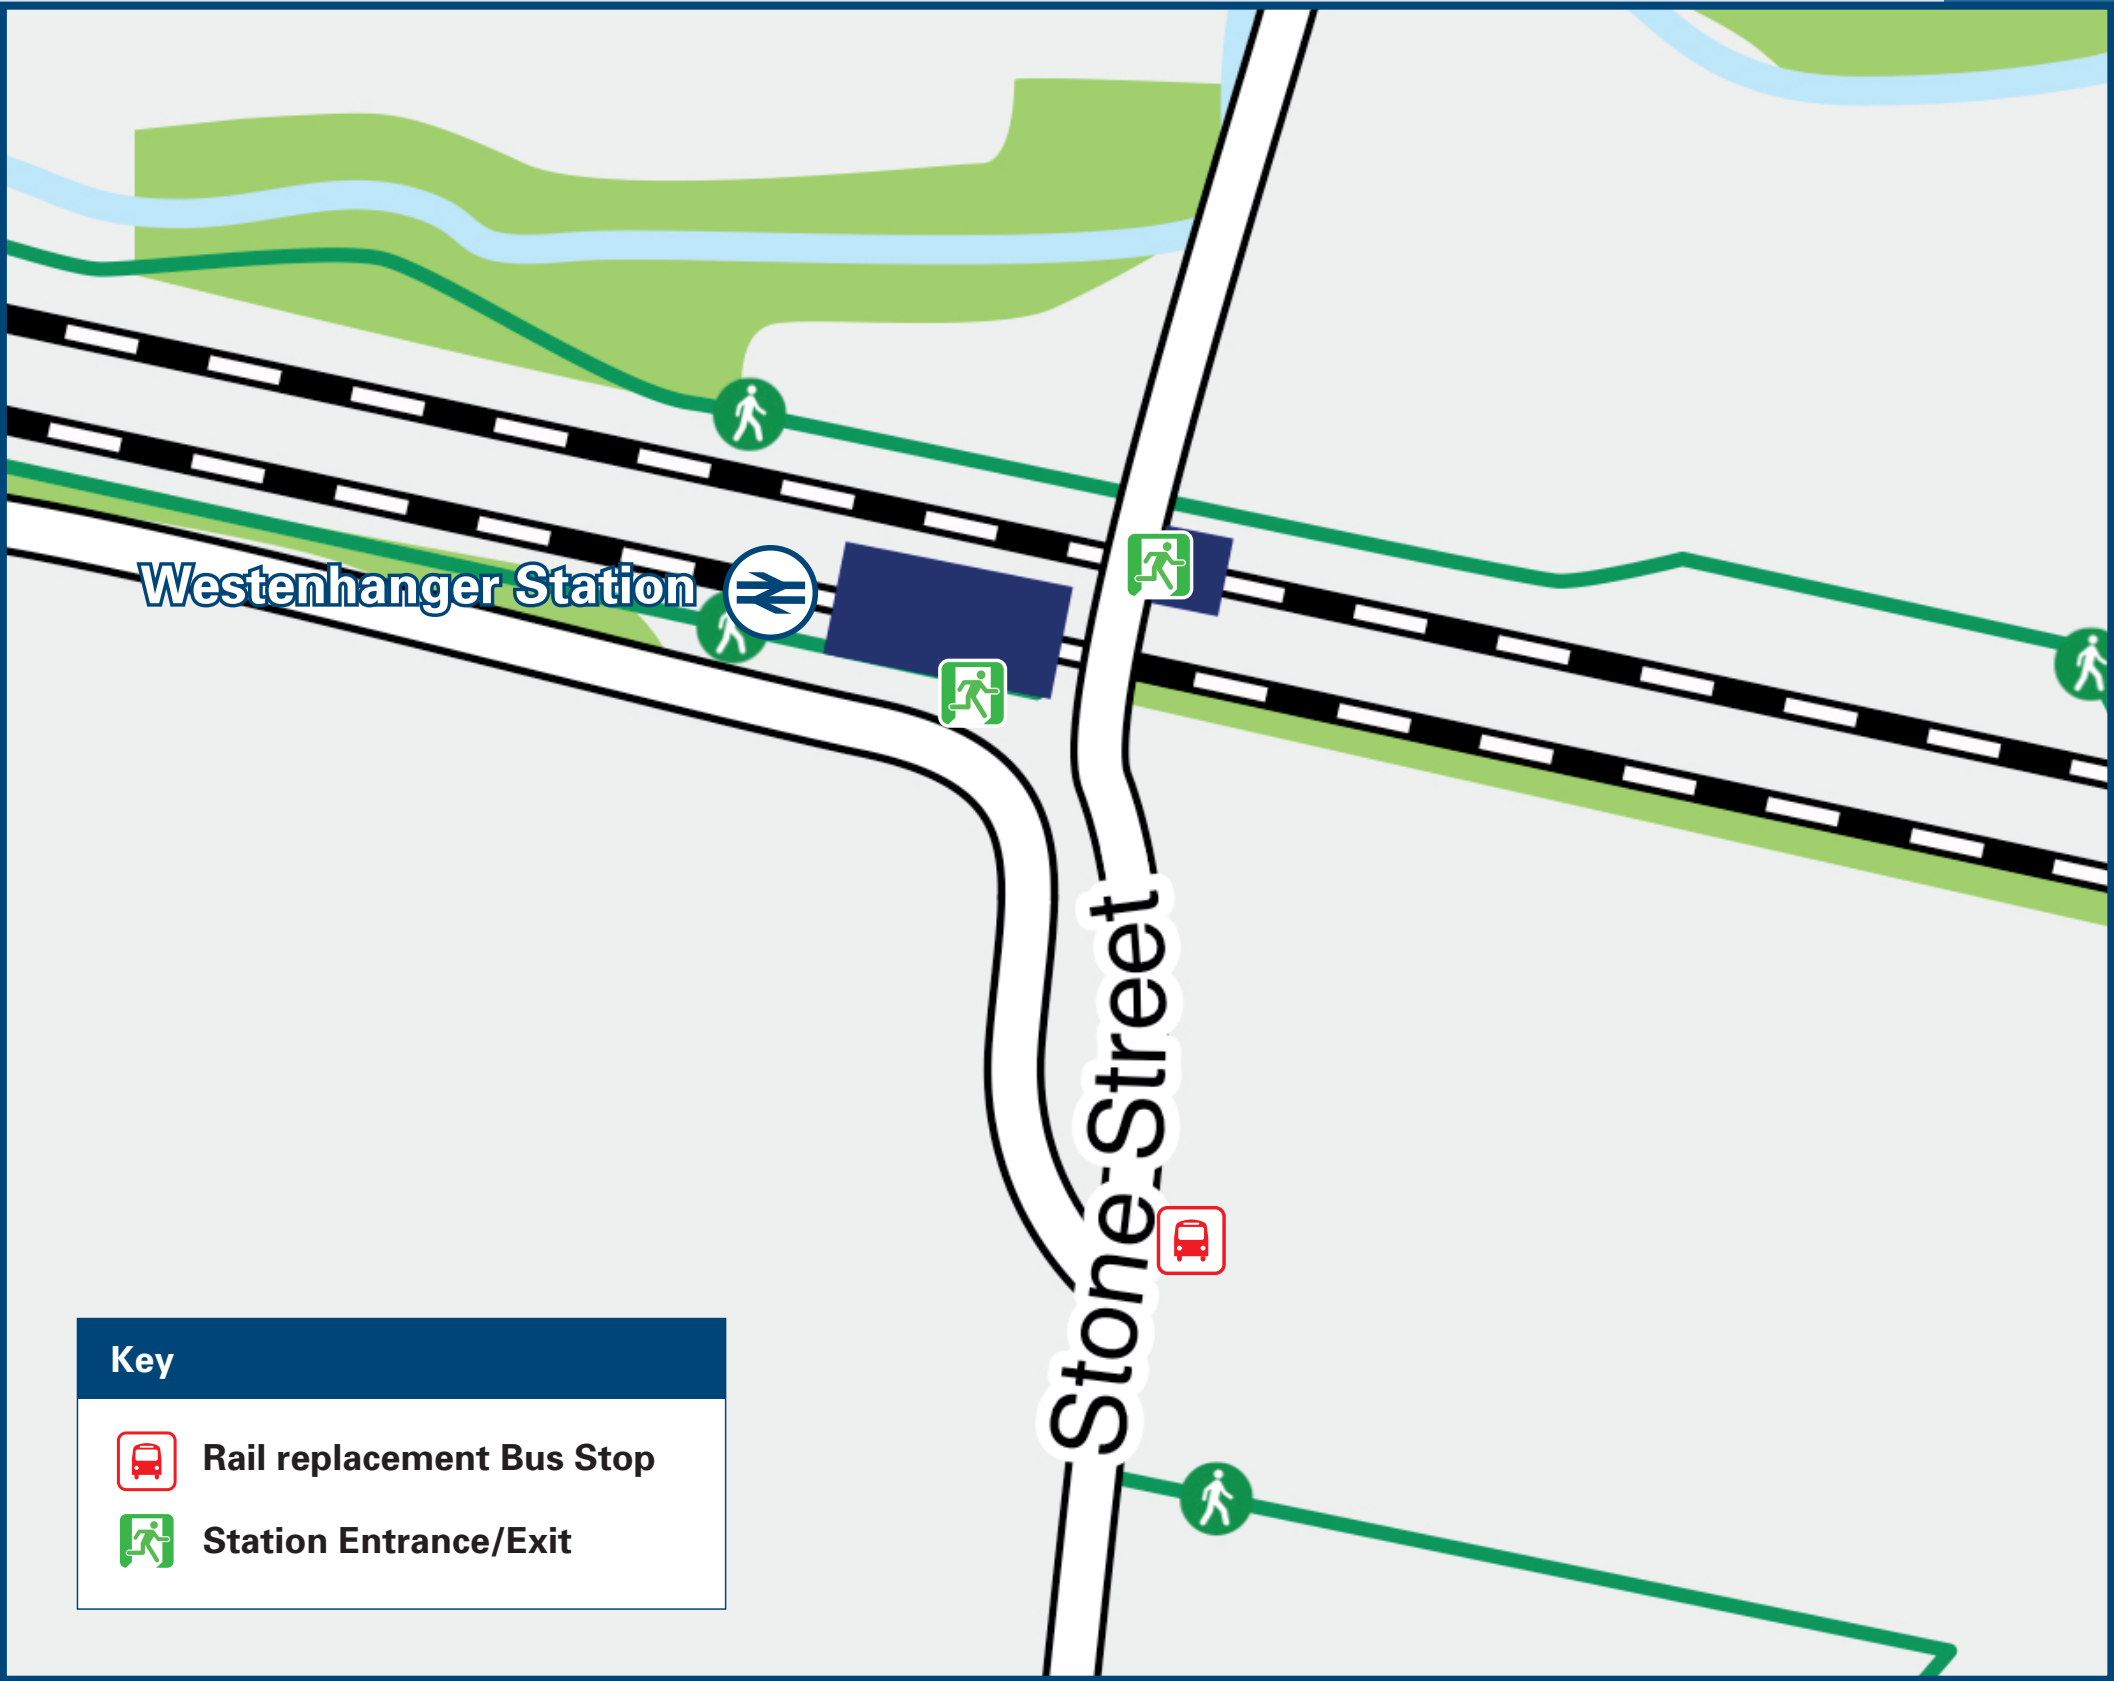 Westenhanger Station
Stone Street
Key
Rail replacement Bus Stop
Station Entrance/Exit